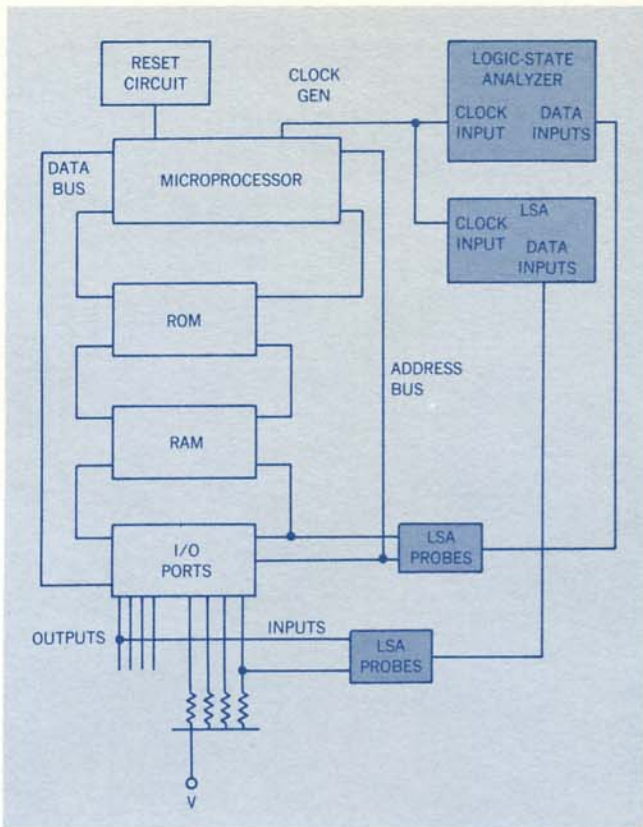 RESET
CIRCUIT
CLOCK
GEN
LOGIC-STATE
ANALYZER
CLOCK
INPUT
DATA
INPUTS
DATA
BUS
MICROPROCESSOR
LSA
CLOCK
INPUT
DATA
INPUTS
ROM
ADDRESS
BUS
RAM
I/O
PORTS
LSA
PROBES
OUTPUTS
INPUTS
LSA
PROBES
V